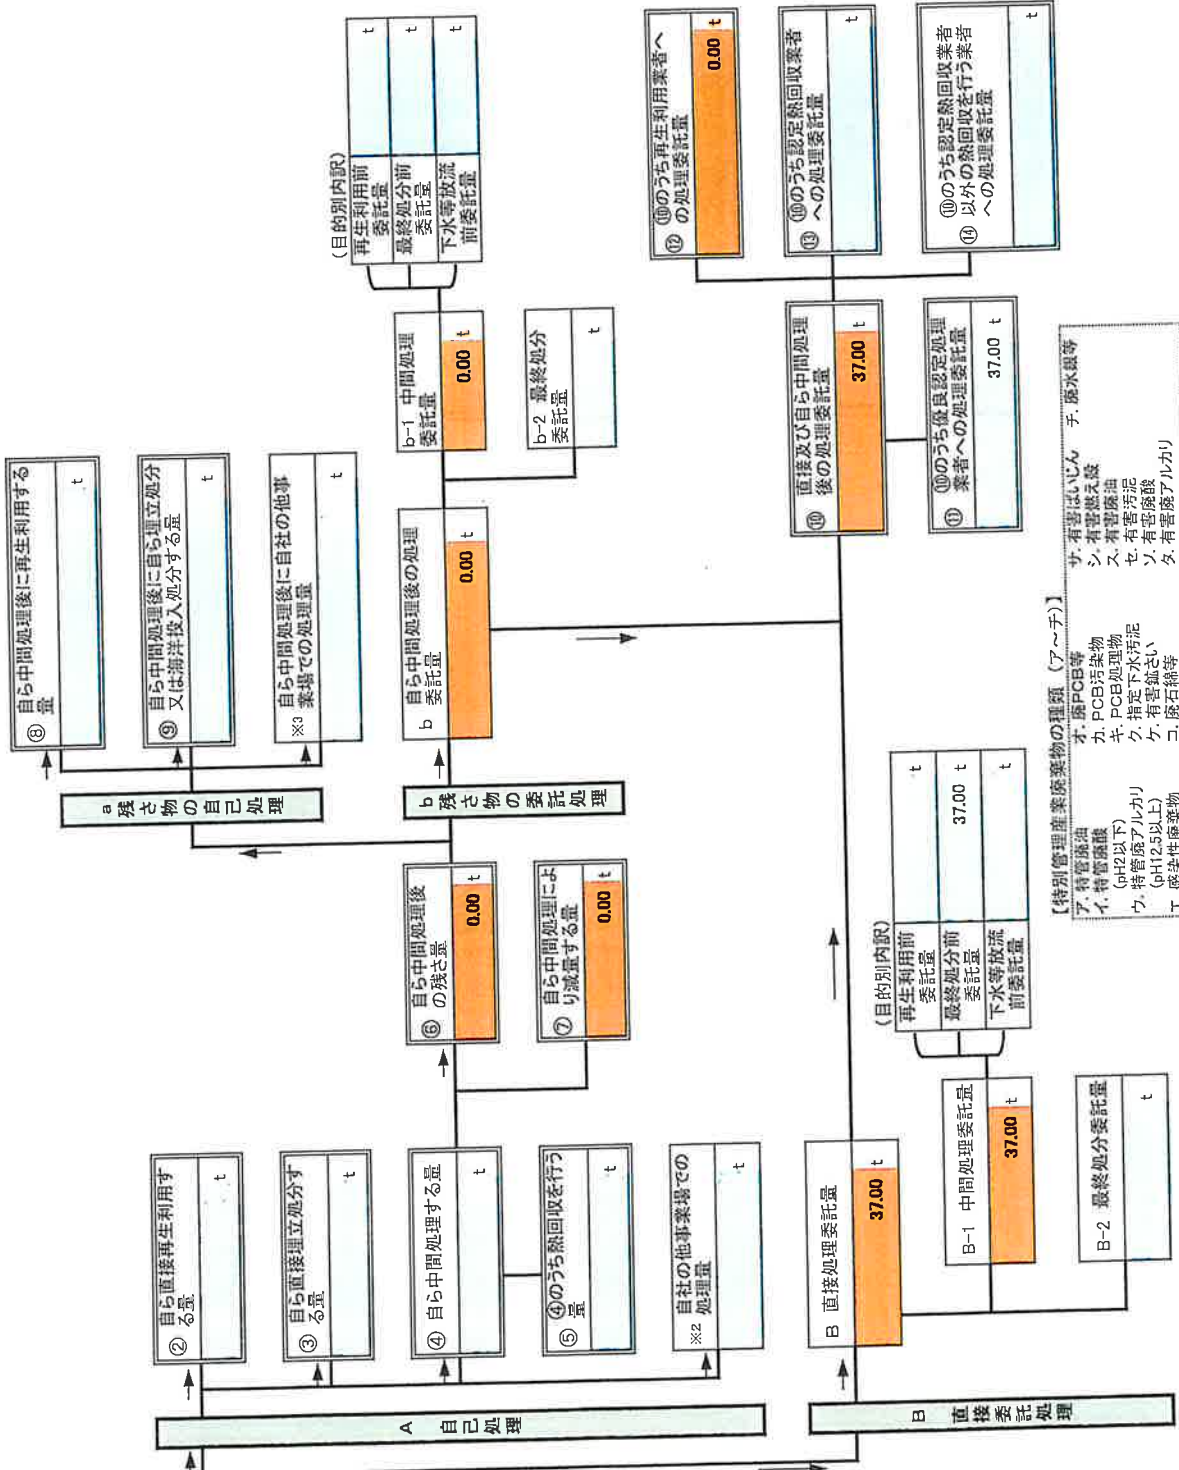 A 自己処理
② 自ら直接再生利用す
る量
t
③ 自ら直接埋立処分す
る量
t
④ 自ら中間処理する量
t
⑤ ④のうち熱回収を行う
量
t
※2 自社の他事業場での
処理量
t
⑥ 自ら中間処理後
の残さ量
0.00 t
⑦ 自ら中間処理によ
り減量する量
0.00 t
a 残さ物の自己処理
⑧ 自ら中間処理後に再生利用する
量
t
⑨ 自ら中間処理後に自ら埋立処分
又は海洋投入処分する量
t
※3 自ら中間処理後に自社の他事
業場での処理量
t
b 残さ物の委託処理
b 自ら中間処理後の処理
委託量
0.00 t
b-1 中間処理
委託量
0.00 t
b-2 最終処分
委託量
t
(目的別内訳)
再生利用前
委託量
t
最終処分前
委託量
t
下水等放流
前委託量
t
B 直接委託処理
B 直接処理委託量
37.00 t
B-1 中間処理委託量
37.00 t
B-2 最終処分委託量
t
(目的別内訳)
再生利用前
委託量
t
最終処分前
委託量
37.00 t
下水等放流
前委託量
t
⑩ 直接及び自ら中間処理
後の処理委託量
37.00 t
⑪ ⑩のうち優良認定処理
業者への処理委託量
37.00 t
⑫ ⑩のうち再生利用業者へ
の処理委託量
0.00 t
⑬ ⑩のうち認定熱回収業者
への処理委託量
t
⑭ ⑩のうち認定熱回収業者
以外の熱回収を行う業者
への処理委託量
t
【特別管理産業廃棄物の種類(ア~チ)】
ア. 特管廃油
イ. 特管廃酸
(pH2以下)
ウ. 特管廃アルカリ
(pH12.5以上)
エ. 感染性廃棄物
オ. 廃PCB等
カ. PCB汚染物
キ. PCB処理物
ク. 指定下水汚泥
ケ. 有害鉱さい
コ. 廃石綿等
サ. 有害ばいじん
シ. 有害燃え殻
ス. 有害廃油
セ. 有害汚泥
ソ. 有害廃酸
タ. 有害廃アルカリ
チ. 廃水銀等